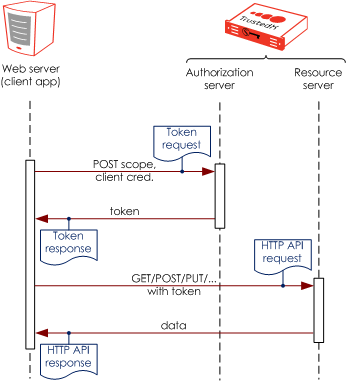 TrustedX
Web server
(client app)
Authorization
server
Resource
server
Token
request
POST scope,
client cred.
token
Token
response
HTTP API
request
GET/POST/PUT/...
with token
data
HTTP API
response